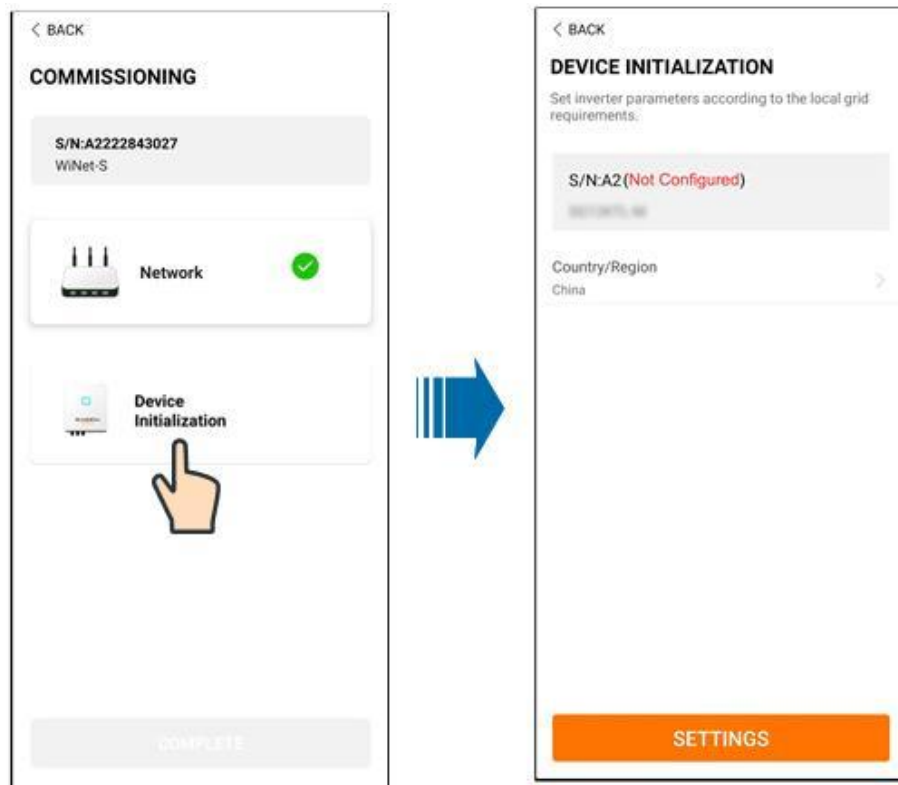 < BACK
COMMISSIONING
S/N:A2222843027
WiNet-S
Network
Device
Initialization
COMPLETE
< BACK
DEVICE INITIALIZATION
Set inverter parameters according to the local grid
requirements.
S/N:A2(Not Configured)
Country/Region
China
SETTINGS